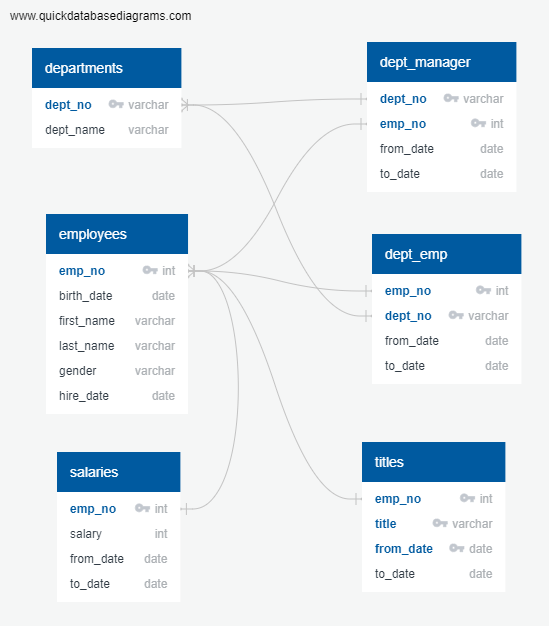 www.quickdatabasediagrams.com
departments
dept_no varchar
dept_name varchar
dept_manager
dept_no varchar
emp_no int
from_date date
to_date date
employees
emp_no int
birth_date date
first_name varchar
last_name varchar
gender varchar
hire_date date
dept_emp
emp_no int
dept_no varchar
from_date date
to_date date
salaries
emp_no int
salary int
from_date date
to_date date
titles
emp_no int
title varchar
from_date date
to_date date